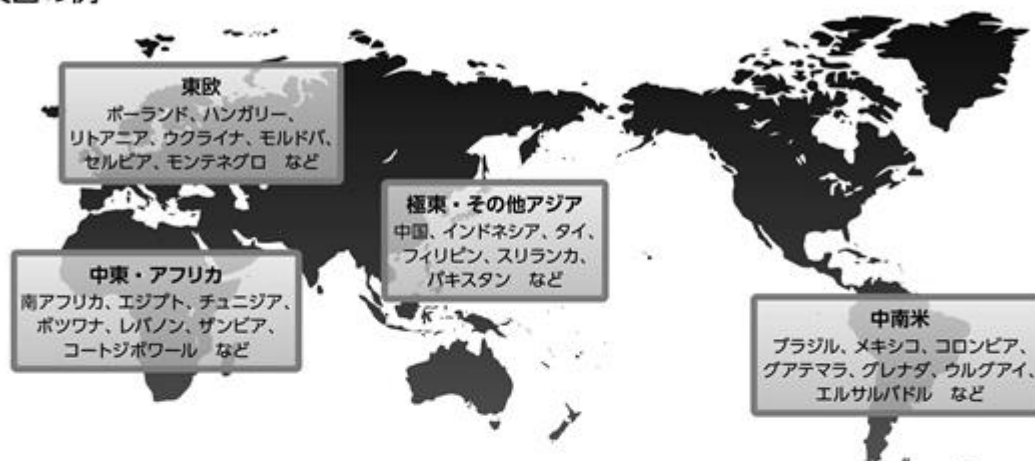 の例
東欧
ポーランド、ハンガリー、
リトアニア、ウクライナ、モルドバ、
セルビア、モンテネグロ　など
極東・その他アジア
中国、インドネシア、タイ、
フィリピン、スリランカ、
パキスタン　など
中東・アフリカ
南アフリカ、エジプト、チュニジア、
ボツワナ、レバノン、ザンビア、
コートジボワール　など
中南米
ブラジル、メキシコ、コロンビア、
グアテマラ、グレナダ、ウルグアイ、
エルサルバドル　など